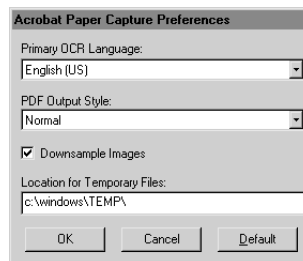 Acrobat Paper Capture Preferences
Primary OCR Language:
English (US)
PDF Output Style:
Normal
Downsample Images
Location for Temporary Files:
c:\windows\TEMP\
OK Cancel Default